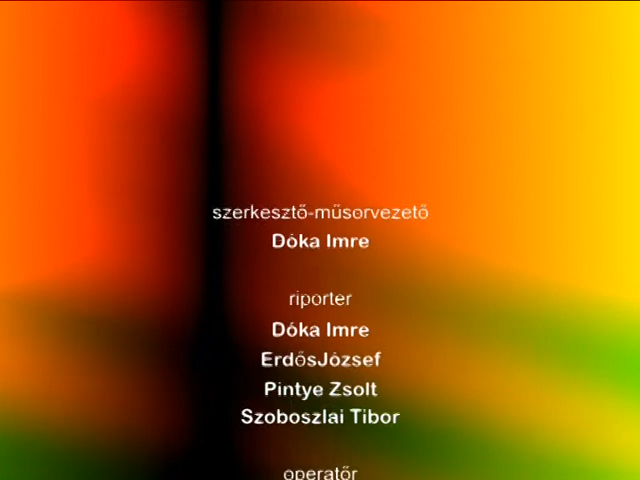 szerkesztő-műsorvezető
Dóka Imre
riporter
Dóka Imre
ErdősJózsef
Pintye Zsolt
Szoboszlai Tibor
operatőr